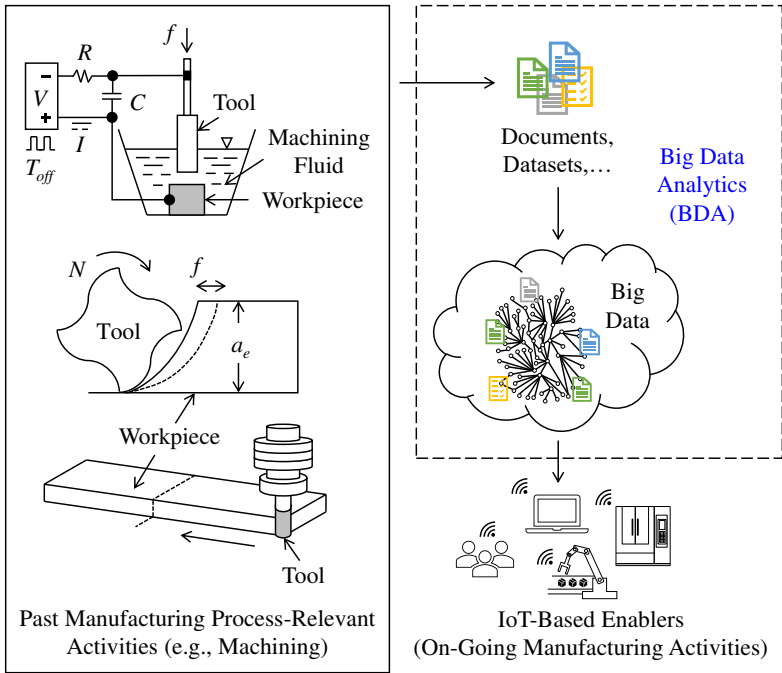 f
R
V
C
I
T_off
Tool
Machining
Fluid
Workpiece
N
f
Tool
a_e
Workpiece
Tool
Past Manufacturing Process-Relevant
Activities (e.g., Machining)
Documents,
Datasets,…
Big Data
Analytics
(BDA)
Big
Data
IoT-Based Enablers
(On-Going Manufacturing Activities)